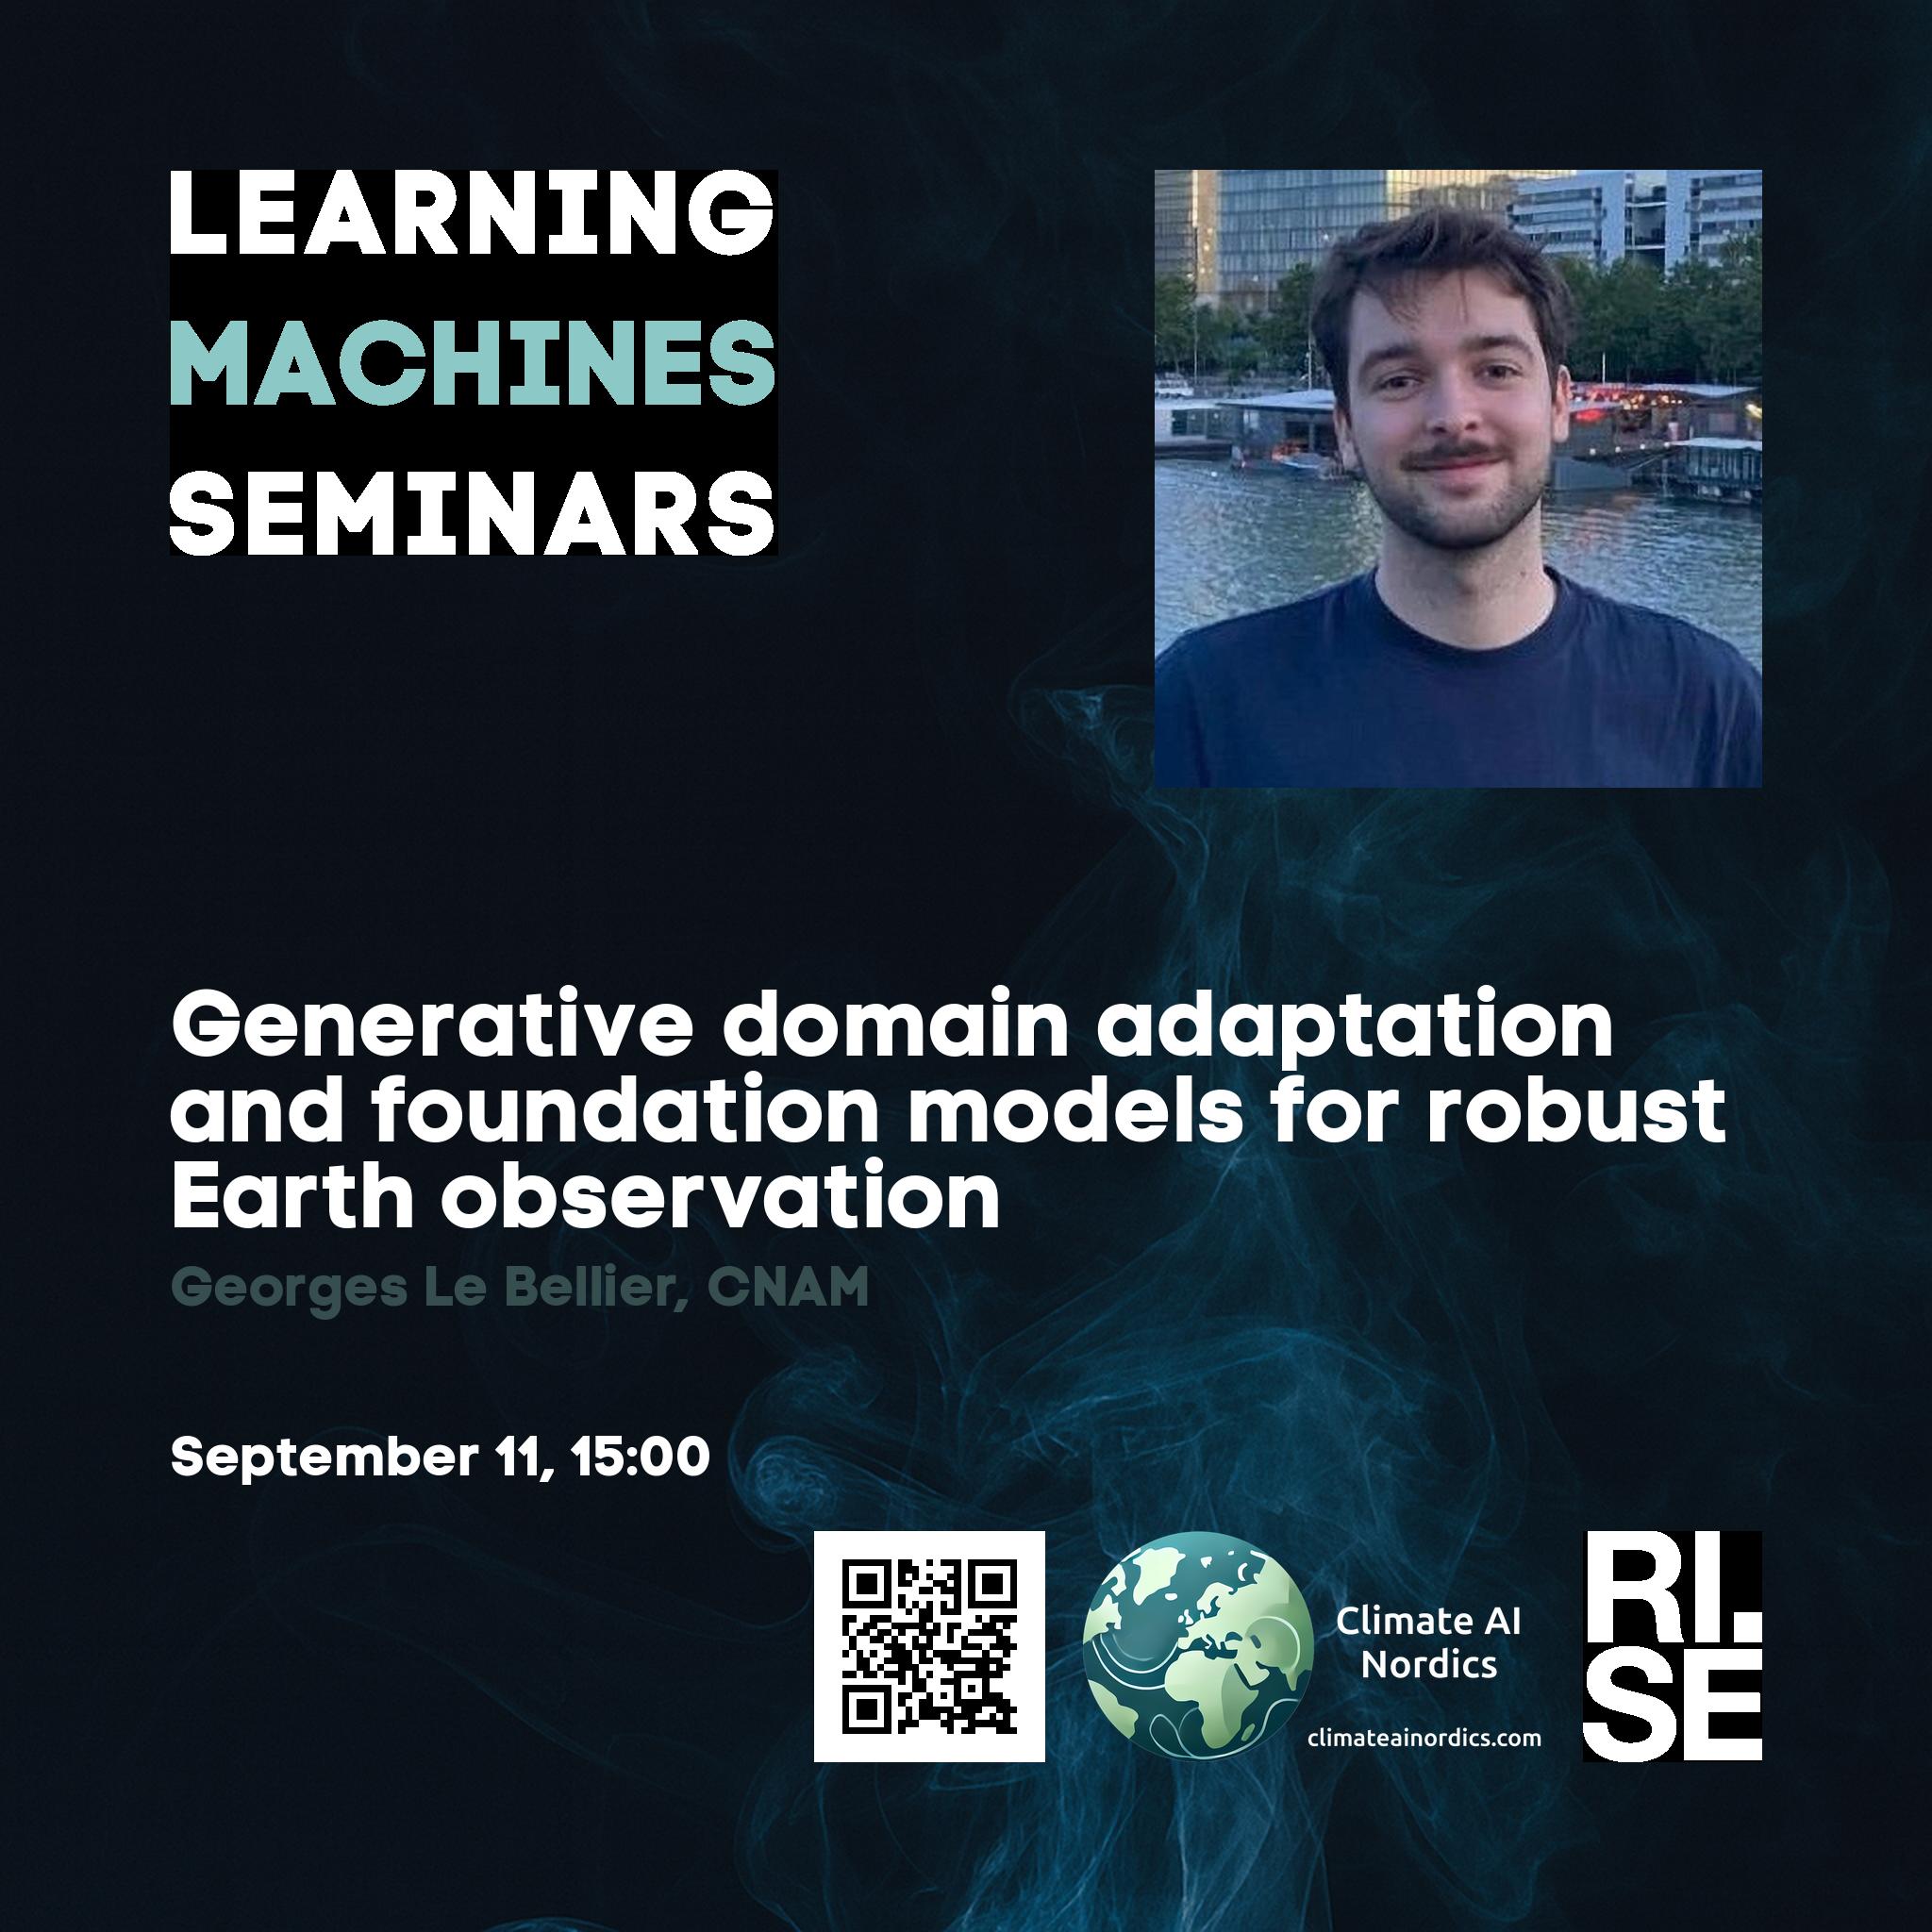 LEARNING
MACHINES
SEMINARS
Generative domain adaptation
and foundation models for robust
Earth observation
Georges Le Bellier, CNAM
September 11, 15:00
Climate AI
Nordics
climateainordics.com
RI.
SE